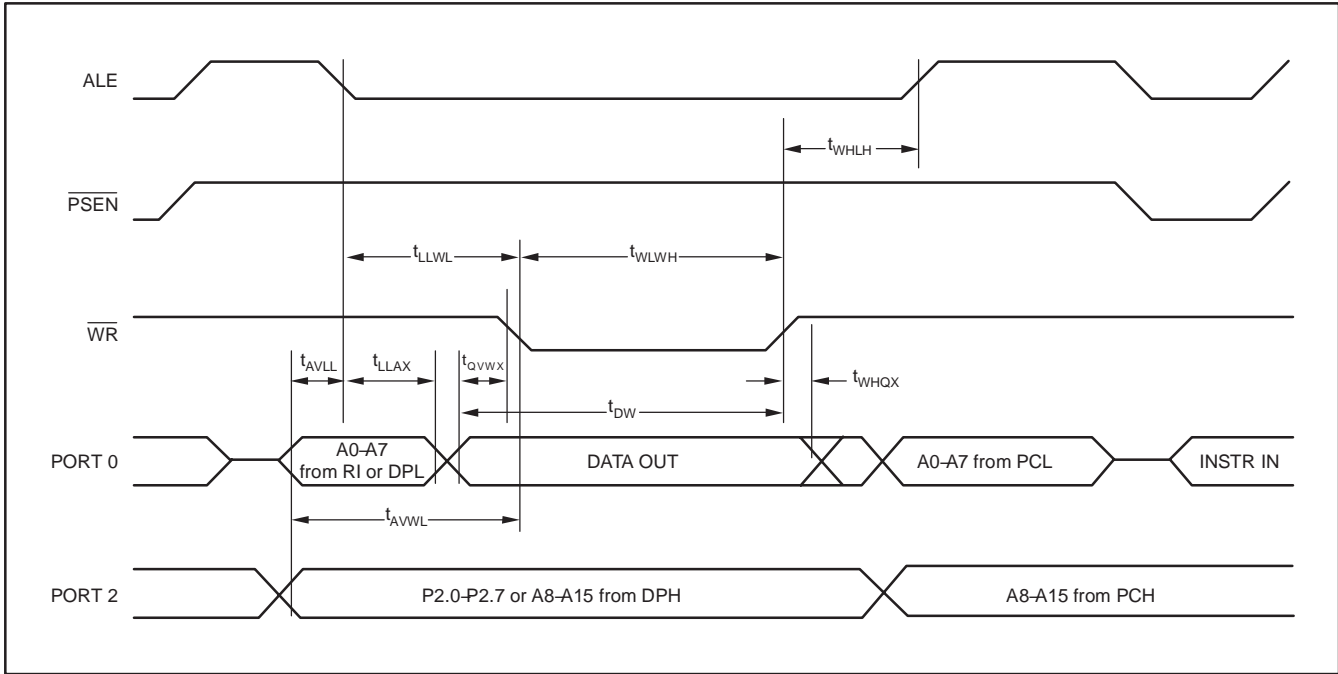 ALE
tWHLH
PSEN
tLLWL
tWLWH
WR
tAVLL
tLLAX
tQVWX
tWHQX
tDW
PORT 0
A0–A7
from RI or DPL
DATA OUT
A0–A7 from PCL
INSTR IN
tAVWL
PORT 2
P2.0–P2.7 or A8–A15 from DPH
A8–A15 from PCH